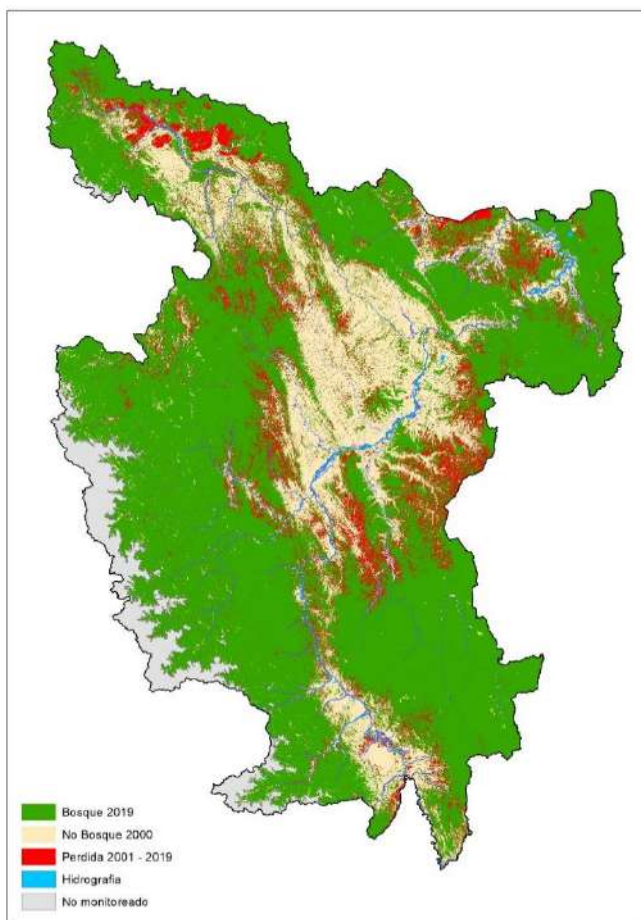 Bosque 2019
No Bosque 2000
Perdida 2001 - 2019
Hidrografia
No monitoreado